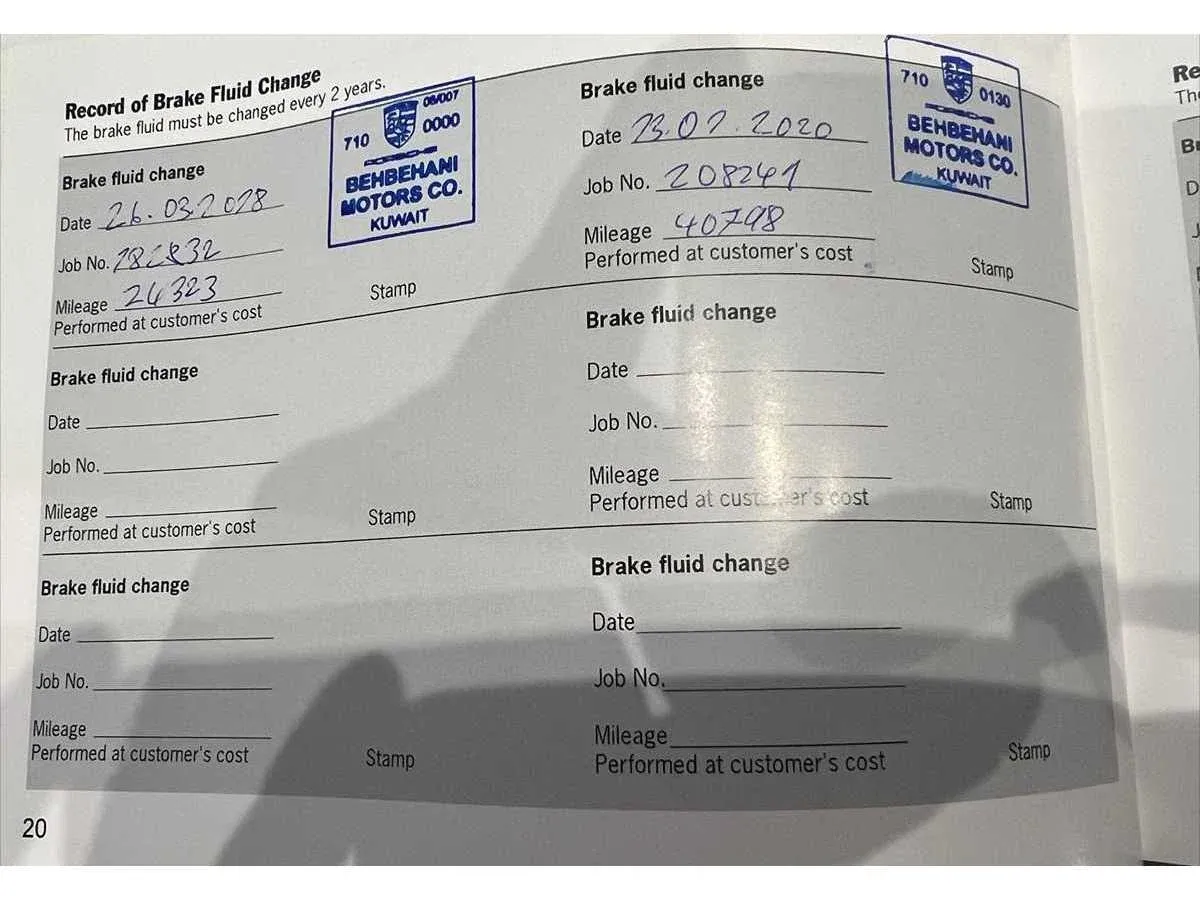 Record of Brake Fluid Change
The brake fluid must be changed every 2 years.
Brake fluid change
Date 26.03.2018
Job No.
Mileage 24323
Performed at customer's cost
710 06/007
0000
BEHBEHANI
MOTORS CO.
KUWAIT
Stamp
Brake fluid change
Date 2020
Job No. 208241
Mileage 40798
Performed at customer's cost
710
0130
BEHBEHANI
MOTORS CO.
KUWAIT
Stamp
Brake fluid change
Date
Job No.
Mileage
Performed at customer's cost
Stamp
Brake fluid change
Date
Job No.
Mileage
Performed at customer's cost
Stamp
Brake fluid change
Date
Job No.
Mileage
Performed at customer's cost
Stamp
Brake fluid change
Date
Job No.
Mileage
Performed at customer's cost
Stamp
20
Re